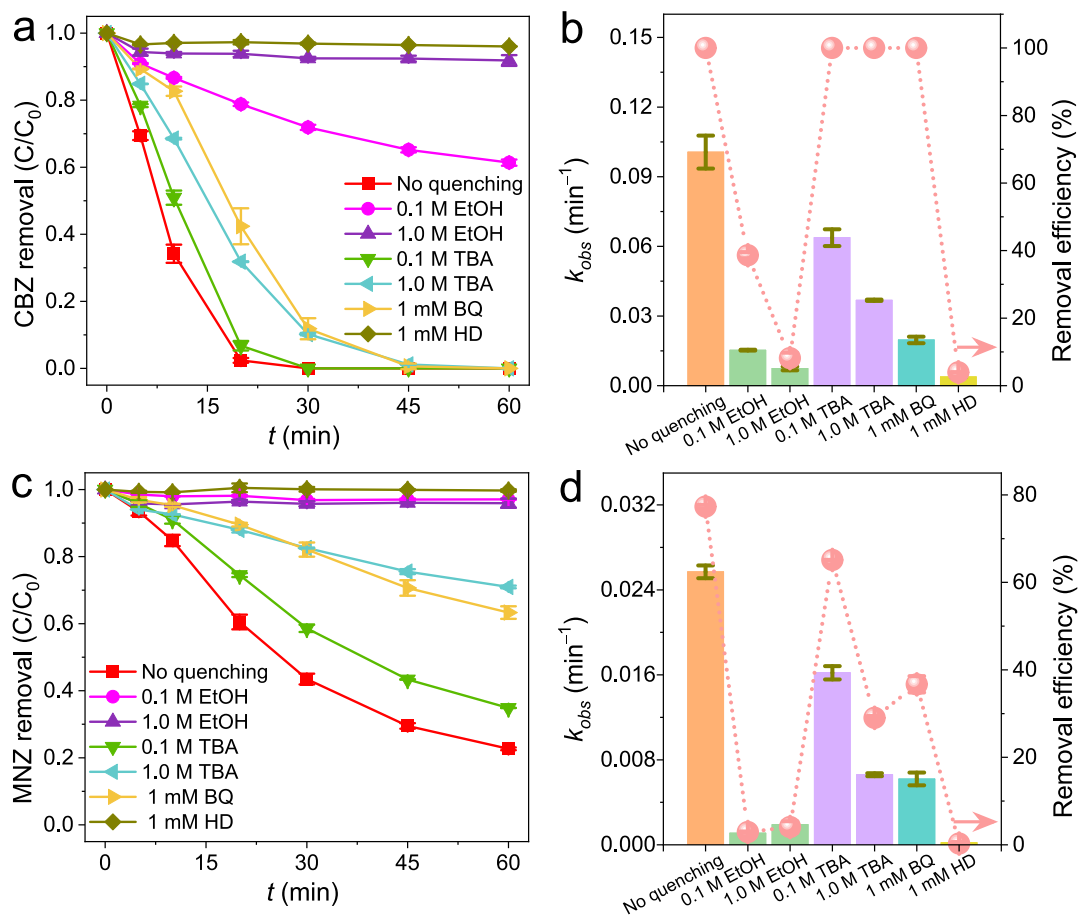 a
CBZ removal (C/C₀)
1.0
0.8
0.6
0.4
0.2
0.0
No quenching
0.1 M EtOH
1.0 M EtOH
0.1 M TBA
1.0 M TBA
1 mM BQ
1 mM HD
0 15 30 45 60
t (min)
b
k_obs (min⁻¹)
0.15
0.12
0.09
0.06
0.03
0.00
Removal efficiency (%)
100
80
60
40
20
0
No quenching
0.1 M EtOH
1.0 M EtOH
0.1 M TBA
1.0 M TBA
1 mM BQ
1 mM HD
c
MNZ removal (C/C₀)
1.0
0.8
0.6
0.4
0.2
0.0
No quenching
0.1 M EtOH
1.0 M EtOH
0.1 M TBA
1.0 M TBA
1 mM BQ
1 mM HD
0 15 30 45 60
t (min)
d
k_obs (min⁻¹)
0.032
0.024
0.016
0.008
0.000
Removal efficiency (%)
80
60
40
20
0
No quenching
0.1 M EtOH
1.0 M EtOH
0.1 M TBA
1.0 M TBA
1 mM BQ
1 mM HD